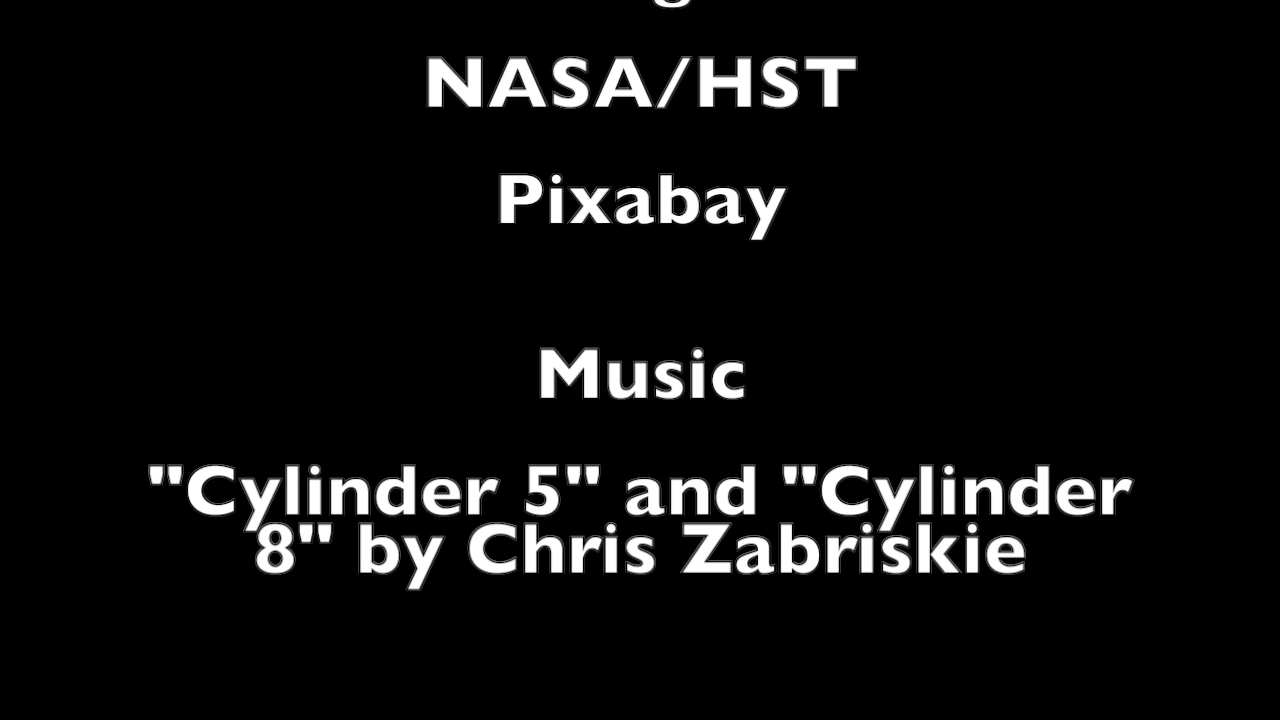 NASA/HST
Pixabay
Music
"Cylinder 5" and "Cylinder
8" by Chris Zabriskie